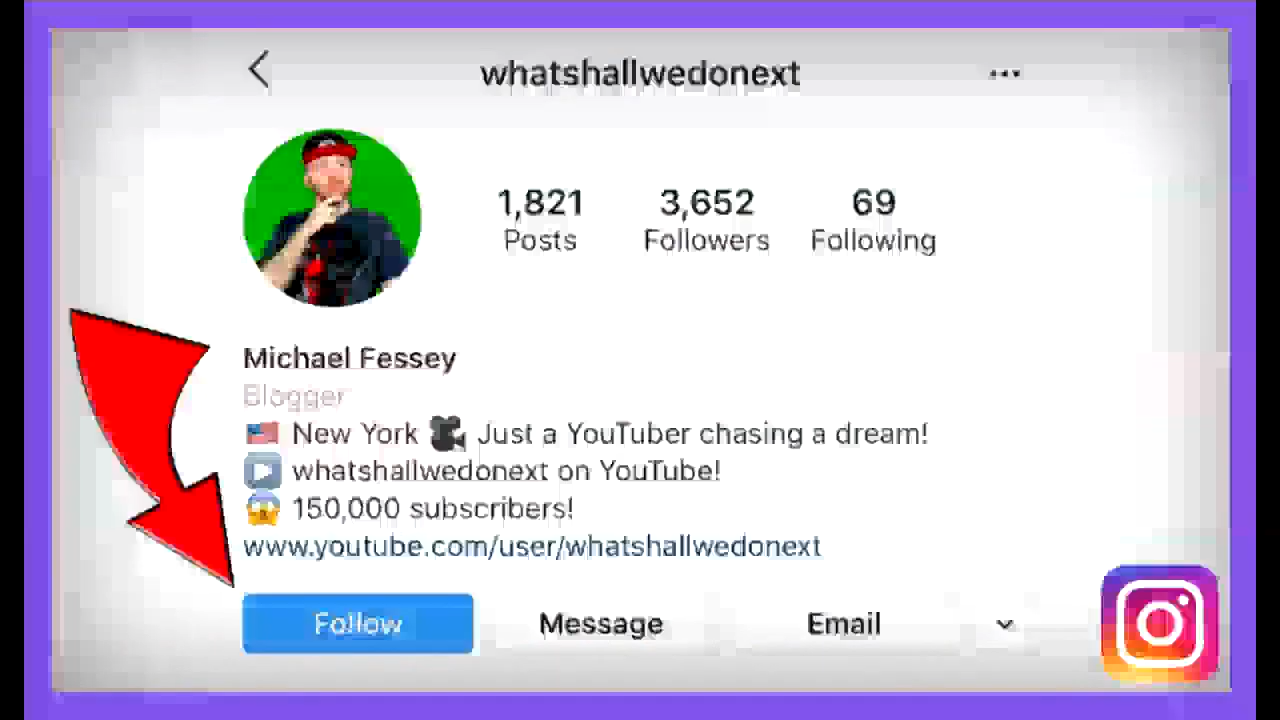 whatshallwedonext
1,821 3,652 69
Posts Followers Following
Michael Fessey
Blogger
🇺🇸 New York 🎥 Just a YouTuber chasing a dream!
▶️ whatshallwedonext on YouTube!
😱 150,000 subscribers!
www.youtube.com/user/whatshallwedonext
Follow Message Email